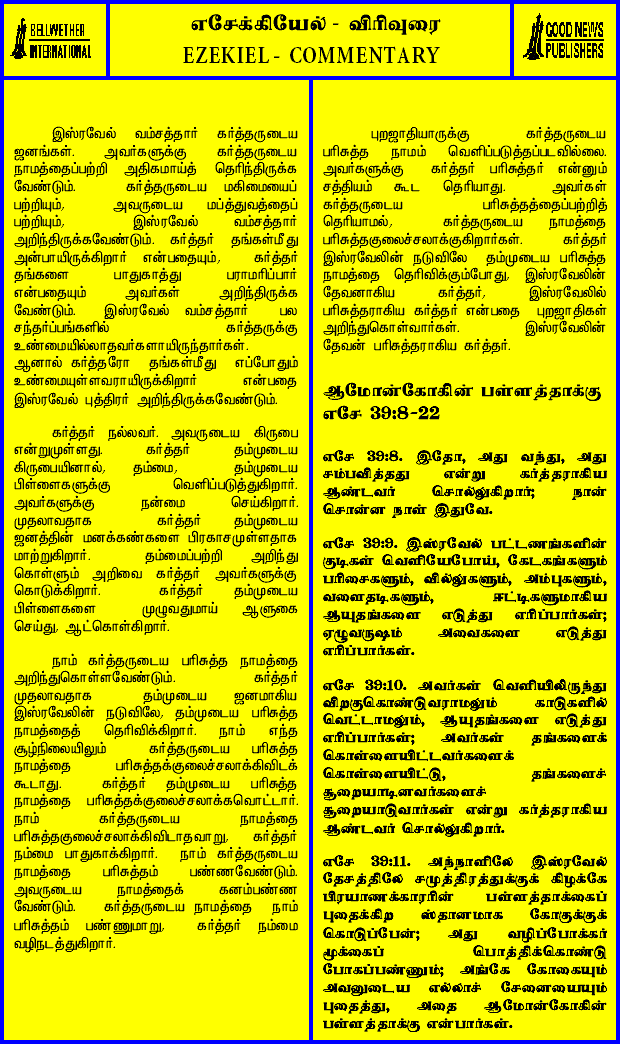 BELLWETHER
INTERNATIONAL
எசேக்கியேல் - விரிவுரை
EZEKIEL - COMMENTARY
GOOD NEWS
PUBLISHERS
இஸ்ரவேல் வம்சத்தார் கர்த்தருடைய
ஜனங்கள். அவர்களுக்கு கர்த்தருடைய
நாமத்தைப்பற்றி அதிகமாய்த் தெரிந்திருக்க
வேண்டும். கர்த்தருடைய மகிமையைப்
பற்றியும், அவருடைய மப்த்துவத்தைப்
பற்றியும், இஸ்ரவேல் வம்சத்தார்
அறிந்திருக்கவேண்டும். கர்த்தர் தங்கள்மீது
அன்பாயிருக்கிறார் என்பதையும், கர்த்தர்
தங்களை பாதுகாத்து பராமரிப்பார்
என்பதையும் அவர்கள் அறிந்திருக்க
வேண்டும். இஸ்ரவேல் வம்சத்தார் பல
சந்தர்ப்பங்களில் கர்த்தருக்கு
உண்மையில்லாதவர்களாயிருந்தார்கள்.
ஆனால் கர்த்தரோ தங்கள்மீது எப்போதும்
உண்மையுள்ளவராயிருக்கிறார் என்பதை
இஸ்ரவேல் புத்திரர் அறிந்திருக்கவேண்டும்.
கர்த்தர் நல்லவர். அவருடைய கிருபை
என்றுமுள்ளது. கர்த்தர் தம்முடைய
கிருபையினால், தம்மை, தம்முடைய
பிள்ளைகளுக்கு வெளிப்படுத்துகிறார்.
அவர்களுக்கு நன்மை செய்கிறார்.
முதலாவதாக கர்த்தர் தம்முடைய
ஜனத்தின் மனக்கண்களை பிரகாசமுள்ளதாக
மாற்றுகிறார். தம்மைப்பற்றி அறிந்து
கொள்ளும் அறிவை கர்த்தர் அவர்களுக்கு
கொடுக்கிறார். கர்த்தர் தம்முடைய
பிள்ளைகளை முழுவதுமாய் ஆளுகை
செய்து, ஆட்கொள்கிறார்.
நாம் கர்த்தருடைய பரிசுத்த நாமத்தை
அறிந்துகொள்ளவேண்டும். கர்த்தர்
முதலாவதாக தம்முடைய ஜனமாகிய
இஸ்ரவேலின் நடுவிலே, தம்முடைய பரிசுத்த
நாமத்தைத் தெரிவிக்கிறார். நாம் எந்த
சூழ்நிலையிலும் கர்த்தருடைய பரிசுத்த
நாமத்தை பரிசுத்தக்குலைச்சலாக்கிவிடக்
கூடாது. கர்த்தர் தம்முடைய பரிசுத்த
நாமத்தை பரிசுத்தக்குலைச்சலாக்கவொட்டார்.
நாம் கர்த்தருடைய நாமத்தை
பரிசுத்தகுலைச்சலாக்கிவிடாதவாறு, கர்த்தர்
நம்மை பாதுகாக்கிறார். நாம் கர்த்தருடைய
நாமத்தை பரிசுத்தம் பண்ணவேண்டும்.
அவருடைய நாமத்தைக் கனம்பண்ண
வேண்டும். கர்த்தருடைய நாமத்தை நாம்
பரிசுத்தம் பண்ணுமாறு, கர்த்தர் நம்மை
வழிநடத்துகிறார்.
புறஜாதியாருக்கு கர்த்தருடைய
பரிசுத்த நாமம் வெளிப்படுத்தப்படவில்லை.
அவர்களுக்கு கர்த்தர் பரிசுத்தர் என்னும்
சத்தியம் கூட தெரியாது. அவர்கள்
கர்த்தருடைய பரிசுத்தத்தைப்பற்றித்
தெரியாமல், கர்த்தருடைய நாமத்தை
பரிசுத்தகுலைச்சலாக்குகிறார்கள். கர்த்தர்
இஸ்ரவேலின் நடுவிலே தம்முடைய பரிசுத்த
நாமத்தை தெரிவிக்கும்போது, இஸ்ரவேலின்
தேவனாகிய கர்த்தர், இஸ்ரவேலில்
பரிசுத்தராகிய கர்த்தர் என்பதை புறஜாதிகள்
அறிந்துகொள்வார்கள். இஸ்ரவேலின்
தேவன் பரிசுத்தராகிய கர்த்தர்.
ஆமோன்கோகின் பள்ளத்தாக்கு
எசே 39:8-22
எசே 39:8. இதோ, அது வந்து, அது
சம்பவித்தது என்று கர்த்தராகிய
ஆண்டவர் சொல்லுகிறார்; நான்
சொன்ன நாள் இதுவே.
எசே 39:9. இஸ்ரவேல் பட்டணங்களின்
குடிகள் வெளியேபோய், கேடகங்களும்
பரிசைகளும், வில்லுகளும், அம்புகளும்,
வளைதடிகளும், ஈட்டிகளுமாகிய
ஆயுதங்களை எடுத்து எரிப்பார்கள்;
ஏழுவருஷம் அவைகளை எடுத்து
எரிப்பார்கள்.
எசே 39:10. அவர்கள் வெளியிலிருந்து
விறகுகொண்டுவராமலும் காடுகளில்
வெட்டாமலும், ஆயுதங்களை எடுத்து
எரிப்பார்கள்; அவர்கள் தங்களைக்
கொள்ளையிட்டவர்களைக்
கொள்ளையிட்டு, தங்களைச்
சூறையாடினவர்களைச்
சூறையாடுவார்கள் என்று கர்த்தராகிய
ஆண்டவர் சொல்லுகிறார்.
எசே 39:11. அந்நாளிலே இஸ்ரவேல்
தேசத்திலே சமுத்திரத்துக்குக் கிழக்கே
பிரயாணக்காரரின் பள்ளத்தாக்கைப்
புதைக்கிற ஸ்தானமாக கோகுக்குக்
கொடுப்பேன்; அது வழிப்போக்கர்
மூக்கைப் பொத்திக்கொண்டு
போகப்பண்ணும்; அங்கே கோகையும்
அவனுடைய எல்லாச் சேனையையும்
புதைத்து, அதை ஆமோன்கோகின்
பள்ளத்தாக்கு என்பார்கள்.